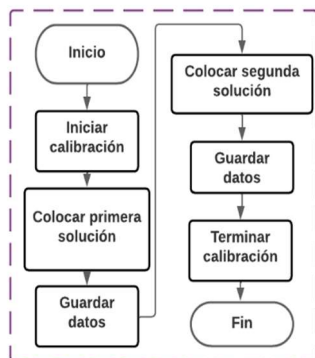 Inicio
Iniciar
calibración
Colocar primera
solución
Guardar
datos
Colocar segunda
solución
Guardar
datos
Terminar
calibración
Fin